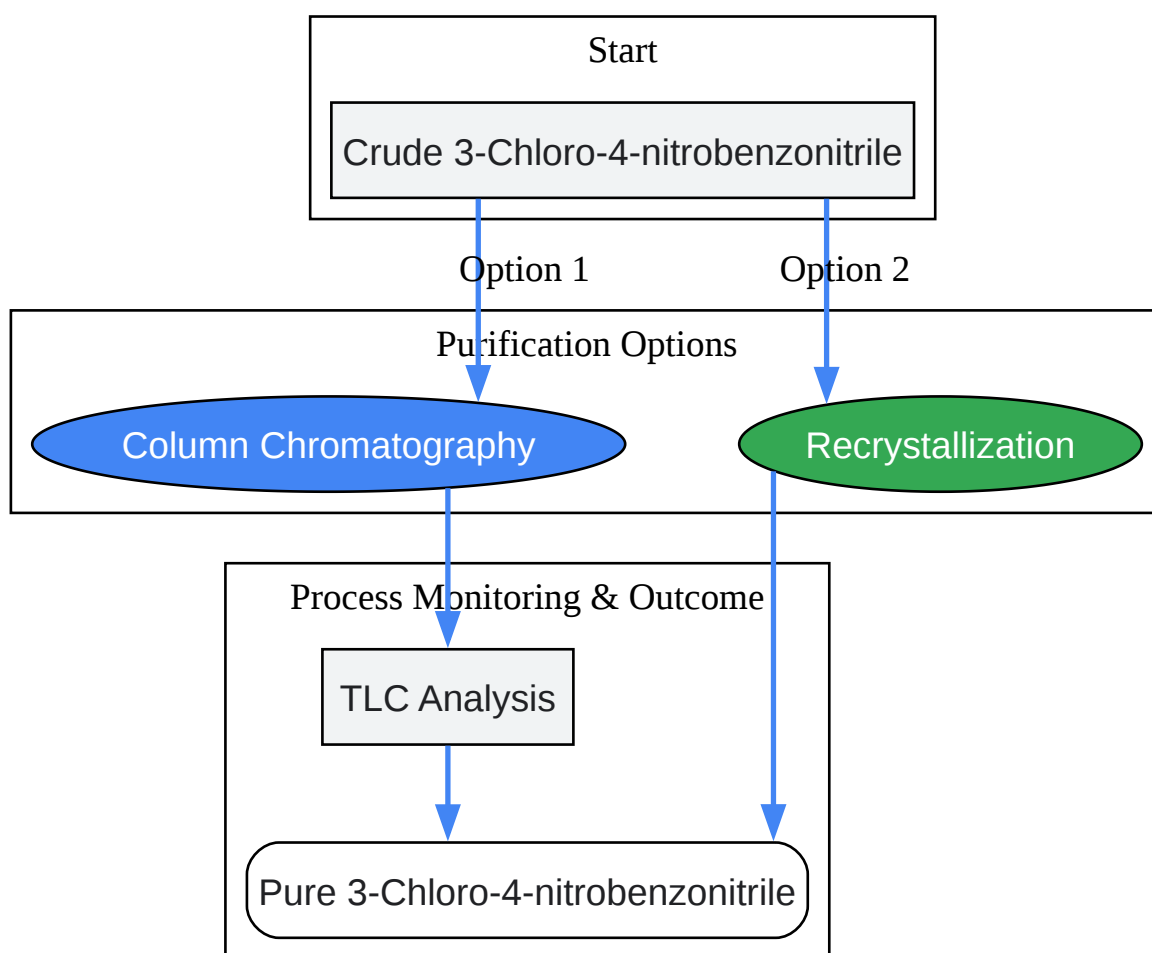 Start
Crude 3-Chloro-4-nitrobenzonitrile
Option 1
Option 2
Purification Options
Column Chromatography
Recrystallization
Process Monitoring & Outcome
TLC Analysis
Pure 3-Chloro-4-nitrobenzonitrile